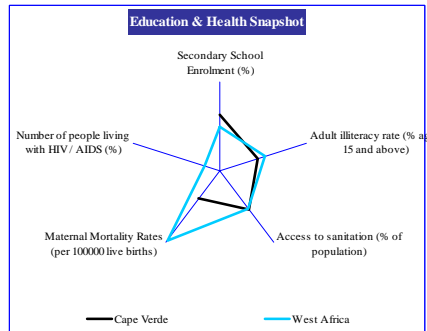 Education & Health Snapshot
Secondary School
Enrolment (%)
Number of people living
with HIV / AIDS (%)
Adult illiteracy rate (% a
15 and above)
Maternal Mortality Rates
(per 100000 live births)
Access to sanitation (% of
population)
Cape Verde
West Africa